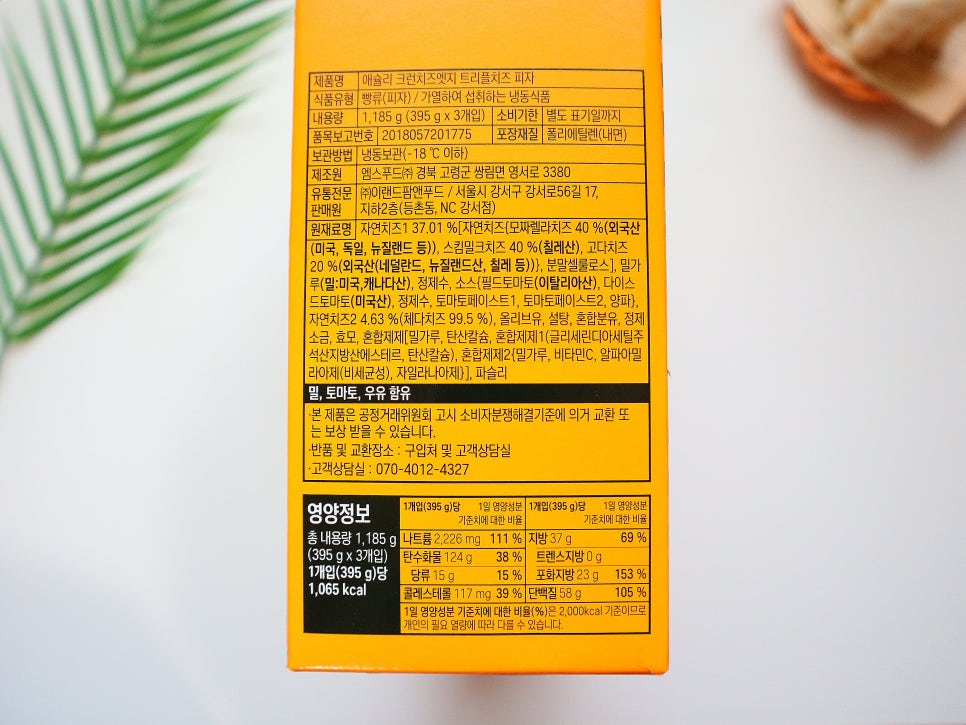 제품명 애슐리 크런치즈엣지 트리플치즈 피자
식품유형 빵류(피자) / 가열하여 섭취하는 냉동식품
내용량 1,185 g (395 g x 3개입) 소비기한 별도 표기일까지
품목보고번호 2018057201775 포장재질 폴리에틸렌(내면)
보관방법 냉동보관(-18 ℃ 이하)
제조원 엠스푸드㈜ 경북 고령군 쌍림면 영서로 3380
유통전문판매원 ㈜이랜드팜앤푸드 / 서울시 강서구 강서로56길 17,
지하2층(등촌동, NC 강서점)
원재료명 자연치즈1 37.01 %[자연치즈{모짜렐라치즈 40 %(외국산
(미국, 독일, 뉴질랜드 등)), 스킴밀크치즈 40 %(칠레산), 고다치즈
20 %(외국산(네덜란드, 뉴질랜드산, 칠레 등))}, 분말셀룰로스], 밀가
루(밀:미국,캐나다산), 정제수, 소스{필드토마토(이탈리아산), 다이스
드토마토(미국산), 정제수, 토마토페이스트1, 토마토페이스트2, 양파},
자연치즈2 4.63 %(체다치즈 99.5 %), 올리브유, 설탕, 혼합분유, 정제
소금, 효모, 혼합제제[밀가루, 탄산칼슘, 혼합제제1(글리세린디아세틸주
석산지방산에스테르, 탄산칼슘), 혼합제제2{밀가루, 비타민C, 알파아밀
라아제(비세균성), 자일라나아제}], 파슬리
밀, 토마토, 우유 함유
·본 제품은 공정거래위원회 고시 소비자분쟁해결기준에 의거 교환 또
는 보상 받을 수 있습니다.
·반품 및 교환장소 : 구입처 및 고객상담실
·고객상담실 : 070-4012-4327
영양정보
총 내용량 1,185 g
(395 g x 3개입)
1개입(395 g)당
1,065 kcal
1개입(395 g)당 1일 영양성분 기준치에 대한 비율 1개입(395 g)당 1일 영양성분 기준치에 대한 비율
나트륨 2,226 mg 111 % 지방 37 g 69 %
탄수화물 124 g 38 % 트랜스지방 0 g
당류 15 g 15 % 포화지방 23 g 153 %
콜레스테롤 117 mg 39 % 단백질 58 g 105 %
1일 영양성분 기준치에 대한 비율(%)은 2,000kcal 기준이므로
개인의 필요 열량에 따라 다를 수 있습니다.